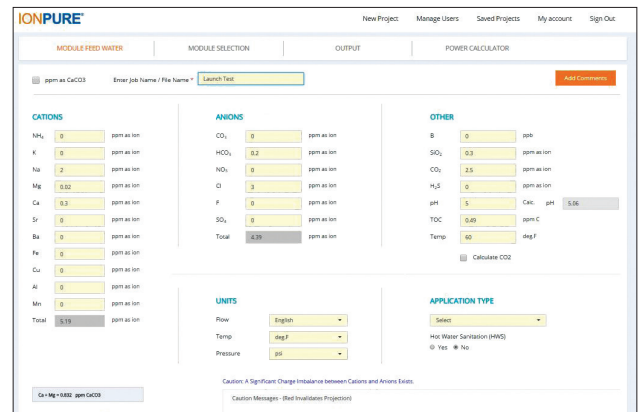 IONPURE®
New Project Manage Users Saved Projects My account Sign Out
MODULE FEED WATER MODULE SELECTION OUTPUT POWER CALCULATOR
ppm as CaCO3 Enter Job Name / File Name * Launch Test Add Comments
CATIONS ANIONS OTHER
NH₄ 0 ppm as ion CO₃ 0 ppm as ion B 0 ppb
K 0 ppm as ion HCO₃ 0.2 ppm as ion SiO₂ 0.3 ppm as ion
Na 2 ppm as ion NO₃ 0 ppm as ion CO₂ 2.5 ppm as ion
Mg 0.02 ppm as ion Cl 3 ppm as ion H₂S 0 ppm as ion
Ca 0.3 ppm as ion F 0 ppm as ion pH 5 Calc. pH 5.06
Sr 0 ppm as ion SO₄ 0 ppm as ion TOC 0.49 ppm C
Ba 0 ppm as ion Total 4.39 ppm as ion Temp 60 deg.F
Fe 0 ppm as ion Calculate CO2
Cu 0 ppm as ion
Al 0 ppm as ion
Mn 0 ppm as ion UNITS APPLICATION TYPE
Total 5.19 ppm as ion Flow English Select
Temp deg.F Hot Water Sanitation (HWS)
Pressure psi Yes No
Caution: A Significant Charge Imbalance between Cations and Anions Exists.
Ca + Mg = 0.832 ppm CaCO3 Caution Messages - (Red Invalidates Projection)